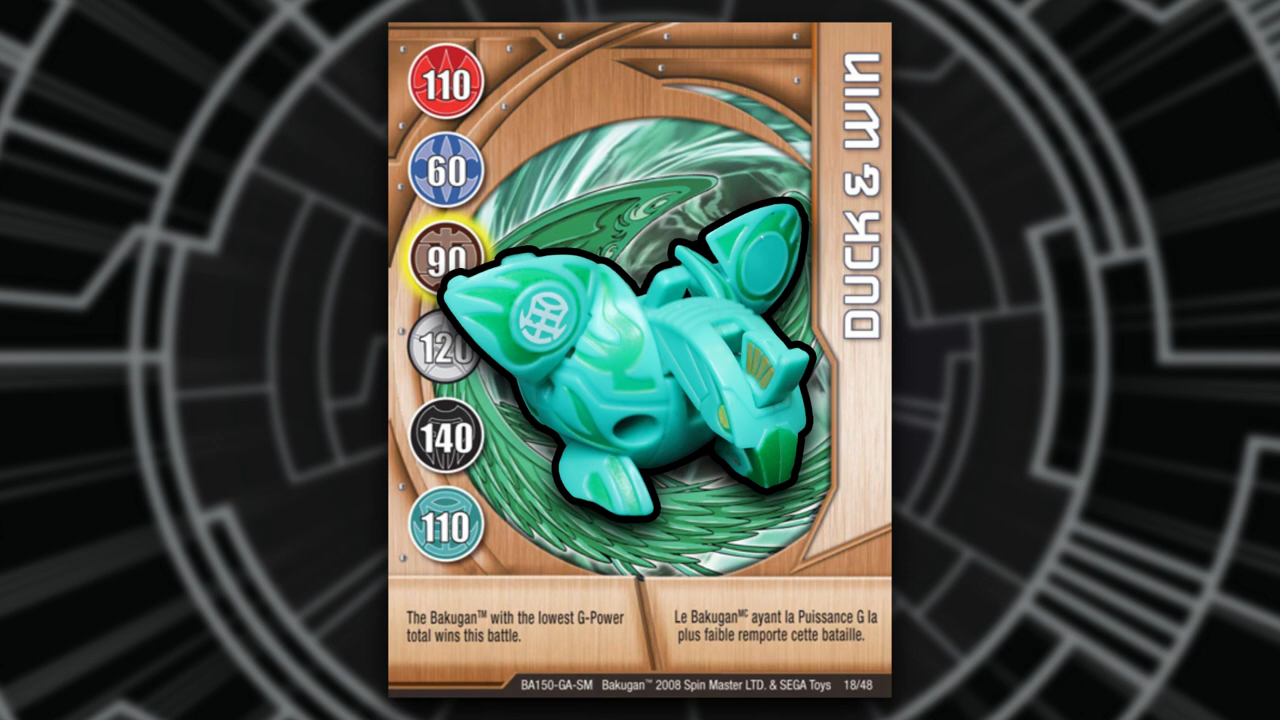 110
60
90
120
140
110
DUCK & WIN
The Bakugan™ with the lowest G-Power
total wins this battle.
Le Bakugan ᴹᶜ ayant la Puissance G la
plus faible remporte cette bataille.
BA150-GA-SM Bakugan™ 2008 Spin Master LTD. & SEGA Toys 18/48